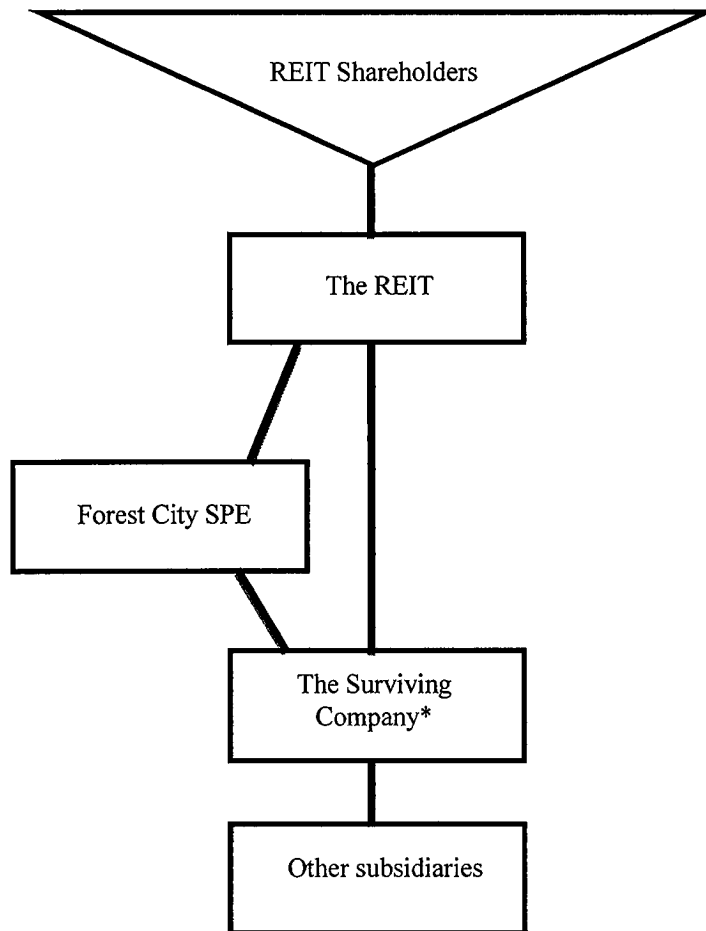 REIT Shareholders
The REIT
Forest City SPE
The Surviving
Company*
Other subsidiaries